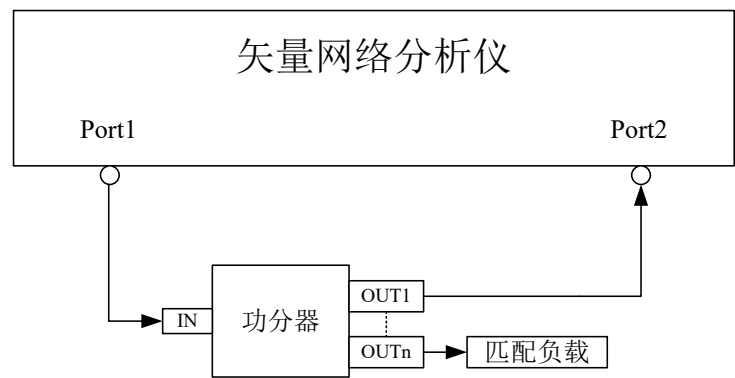 矢量网络分析仪
Port1
Port2
IN
功分器
OUT1
OUTn
匹配负载